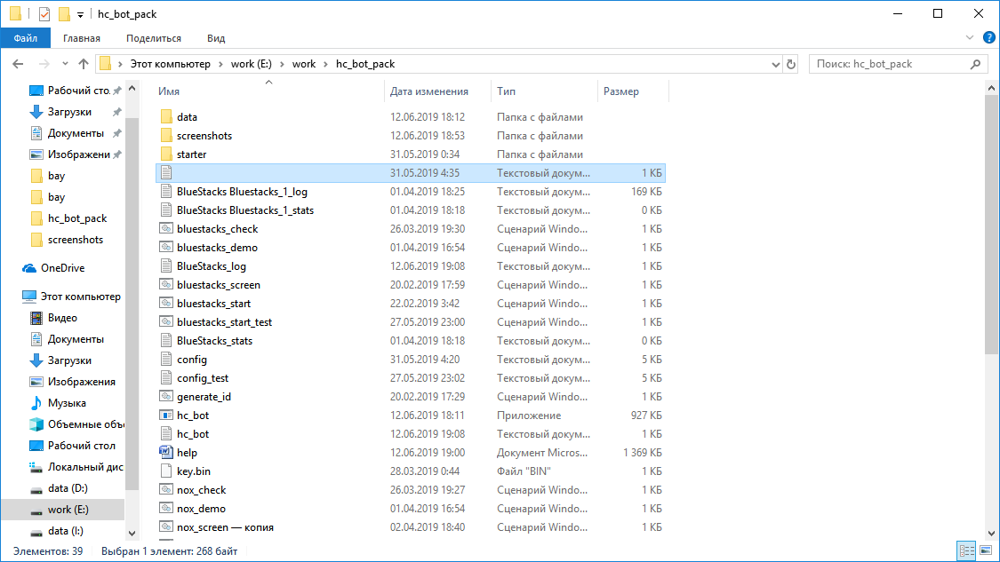 hc_bot_pack
Файл Главная Поделиться Вид
Этот компьютер work (E:) work hc_bot_pack
Поиск: hc_bot_pack
Рабочий сто.
Загрузки
Документы
Изображени
bay
bay
hc_bot_pack
screenshots
OneDrive
Этот компьютер
Видео
Документы
Загрузки
Изображения
Музыка
Объемные объ
Рабочий стол
Локальный дис
data (D:)
work (E:)
data (I:)
Имя Дата изменения Тип Размер
data 12.06.2019 18:12 Папка с файлами
screenshots 12.06.2019 18:53 Папка с файлами
starter 31.05.2019 0:34 Папка с файлами
31.05.2019 4:35 Текстовый докум... 1 КБ
BlueStacks Bluestacks_1_log 01.04.2019 18:25 Текстовый докум... 169 КБ
BlueStacks Bluestacks_1_stats 01.04.2019 18:18 Текстовый докум... 0 КБ
bluestacks_check 26.03.2019 19:30 Сценарий Windo... 1 КБ
bluestacks_demo 01.04.2019 16:54 Сценарий Windo... 1 КБ
BlueStacks_log 12.06.2019 19:08 Текстовый докум... 1 КБ
bluestacks_screen 20.02.2019 17:59 Сценарий Windo... 1 КБ
bluestacks_start 22.02.2019 3:42 Сценарий Windo... 1 КБ
bluestacks_start_test 27.05.2019 23:00 Сценарий Windo... 1 КБ
BlueStacks_stats 01.04.2019 18:18 Текстовый докум... 0 КБ
config 31.05.2019 4:20 Текстовый докум... 5 КБ
config_test 27.05.2019 23:02 Текстовый докум... 5 КБ
generate_id 20.02.2019 17:29 Сценарий Windo... 1 КБ
hc_bot 12.06.2019 18:11 Приложение 927 КБ
hc_bot 12.06.2019 19:08 Текстовый докум... 1 КБ
help 12.06.2019 19:00 Документ Micros... 1 369 КБ
key.bin 28.03.2019 0:44 Файл "BIN" 1 КБ
nox_check 26.03.2019 19:27 Сценарий Windo... 1 КБ
nox_demo 01.04.2019 16:54 Сценарий Windo... 1 КБ
nox_screen — копия 02.04.2019 18:40 Сценарий Windo... 1 КБ
Элементов: 39 Выбран 1 элемент: 268 байт